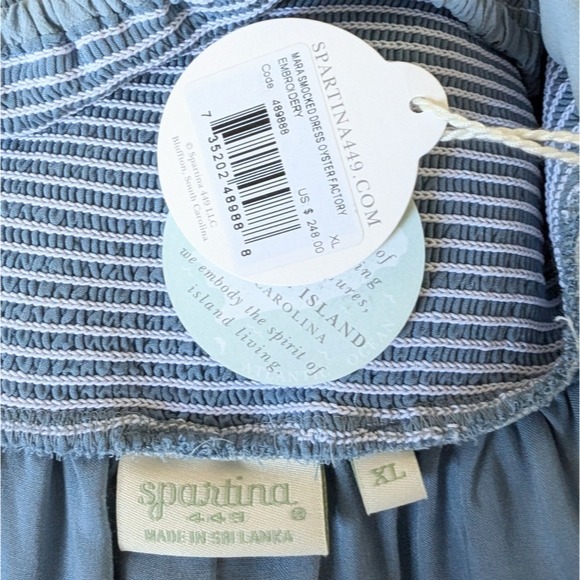 SPARTINA449.COM
MARA SMOCKED DRESS OYSTER FACTORY
EMBROIDERY
Code 489888 XL
US $ 248.00
7 35202 48988 8
© Spartina 449 LLC
Bluffton, South Carolina
of
ISLAND
CAROLINA
we embody the spirit of
island living
spartina
449
®
MADE IN SRI LANKA
XL